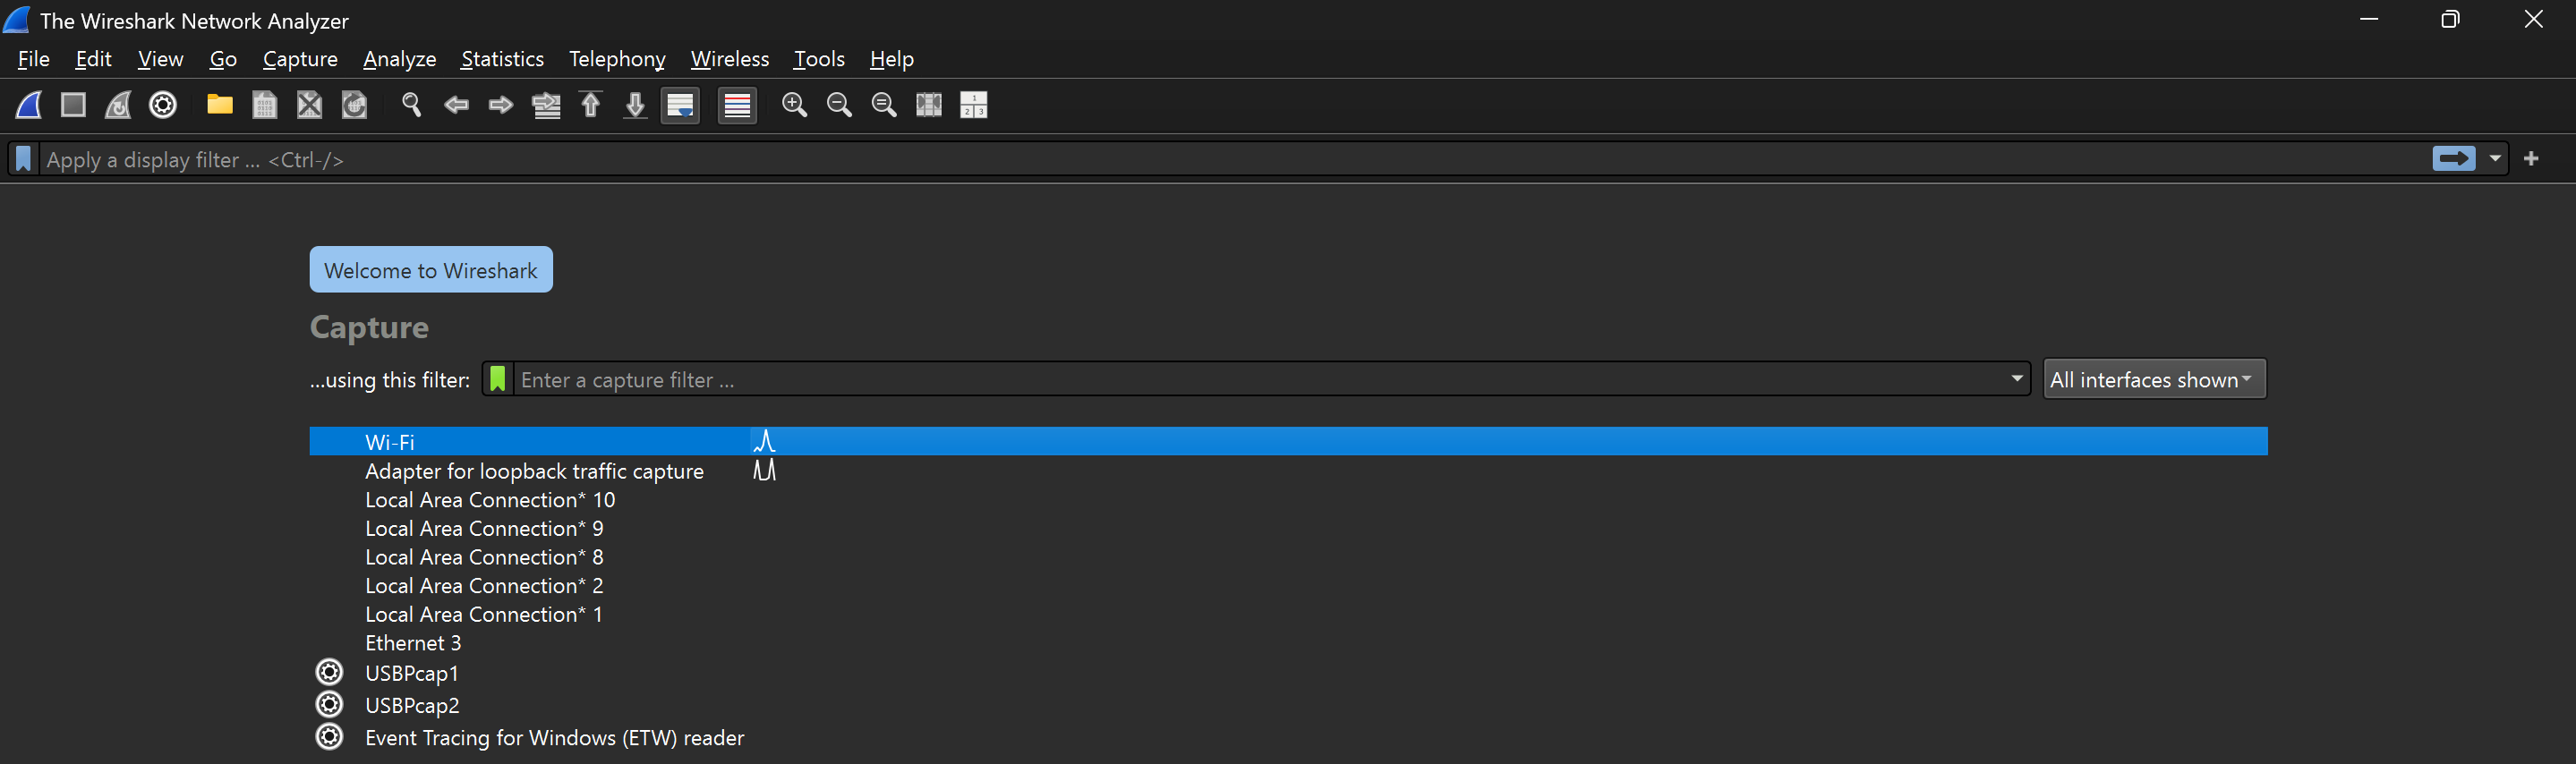 The Wireshark Network Analyzer
File Edit View Go Capture Analyze Statistics Telephony Wireless Tools Help
Apply a display filter ... <Ctrl-/>
Welcome to Wireshark
Capture
...using this filter: Enter a capture filter ... All interfaces shown
Wi-Fi
Adapter for loopback traffic capture
Local Area Connection* 10
Local Area Connection* 9
Local Area Connection* 8
Local Area Connection* 2
Local Area Connection* 1
Ethernet 3
USBPcap1
USBPcap2
Event Tracing for Windows (ETW) reader